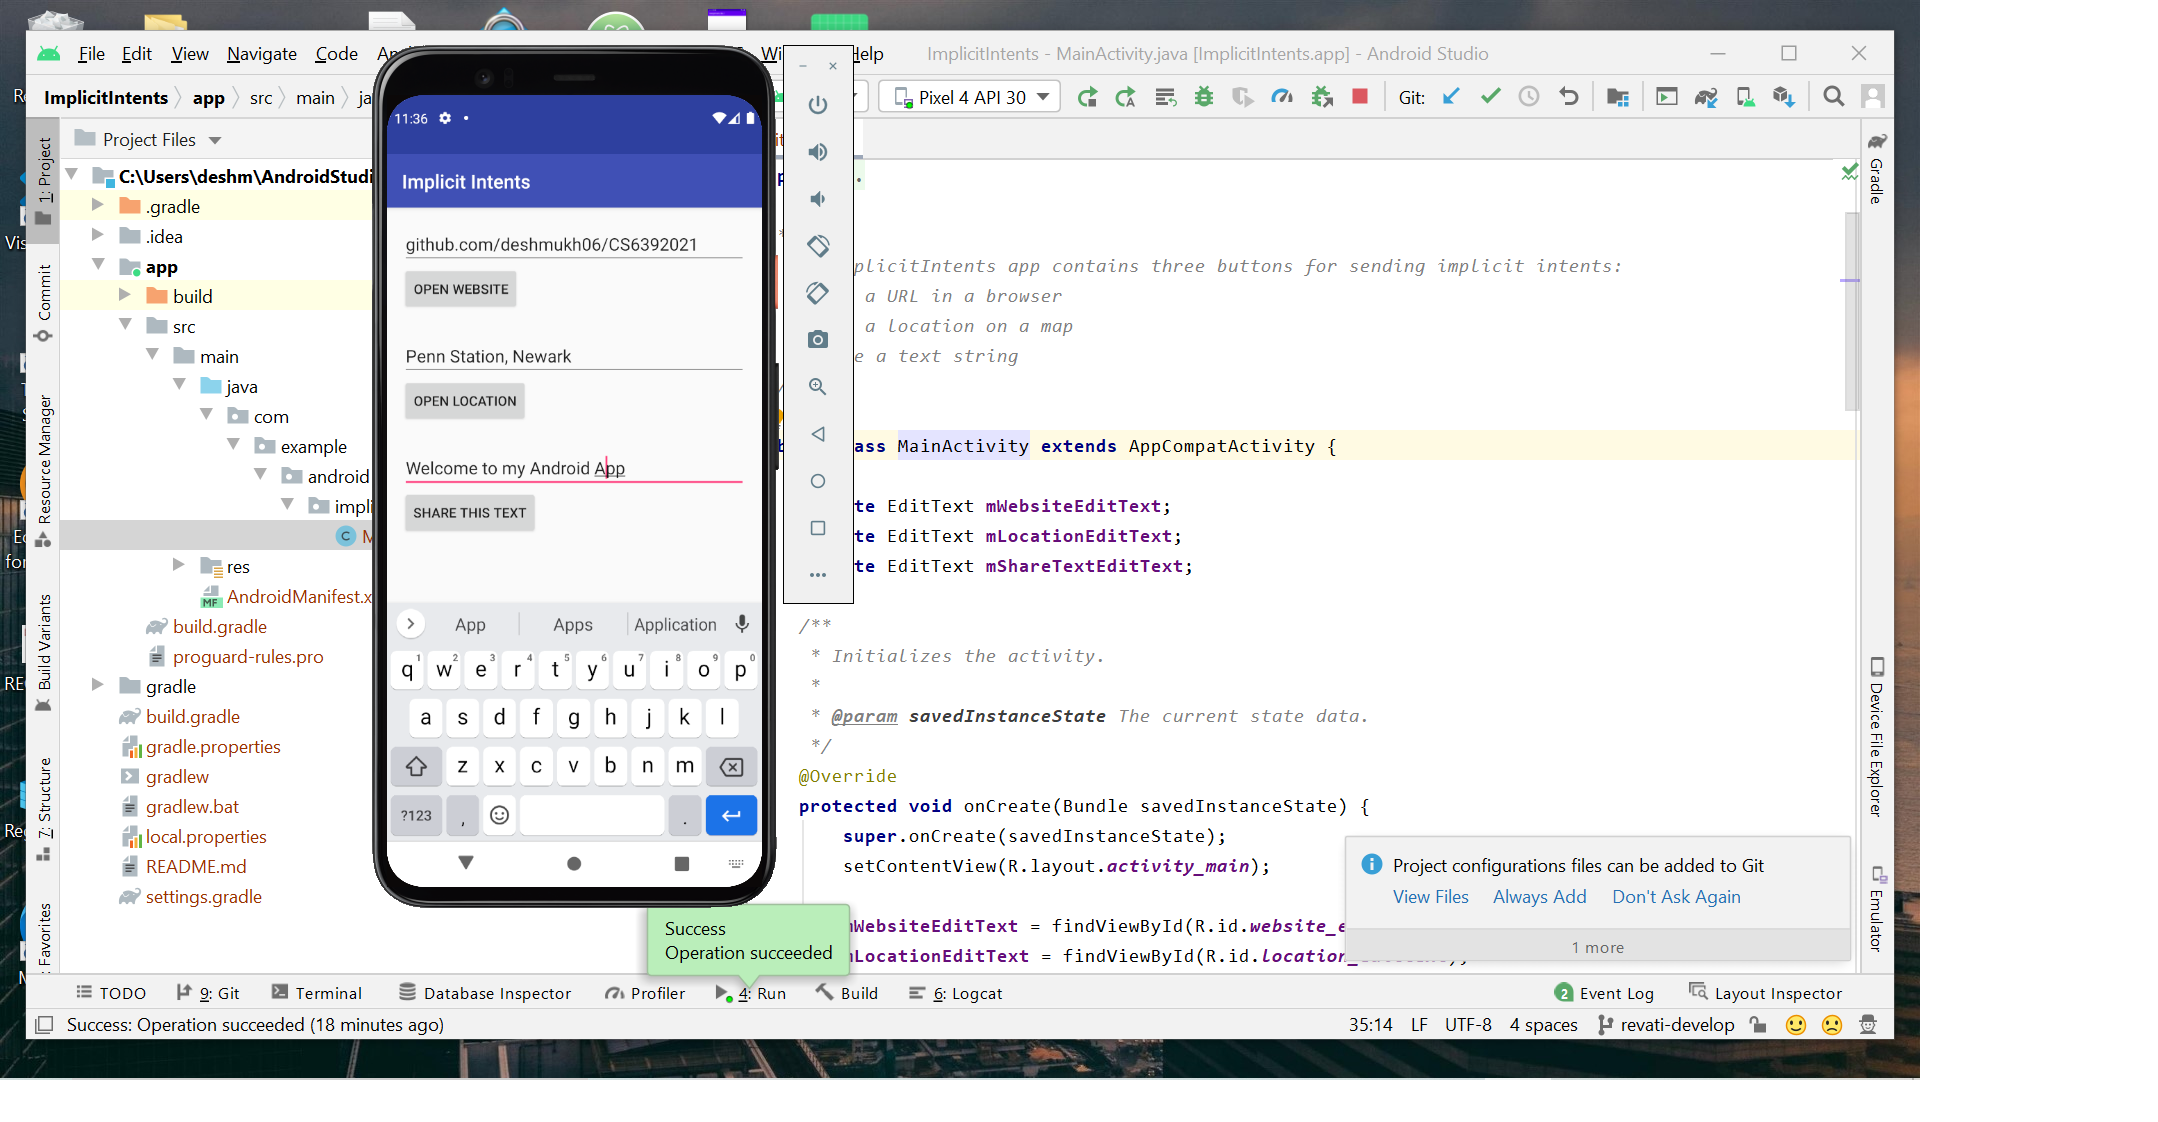 File Edit View Navigate Code
Help
ImplicitIntents - MainActivity.java [ImplicitIntents.app] - Android Studio
ImplicitIntents app src main
Pixel 4 API 30
Git:
Project Files
1: Project
Commit
Resource Manager
Build Variants
7: Structure
Favorites
C:\Users\deshm\AndroidStudi
.gradle
.idea
app
build
src
main
java
com
example
android
impli
res
AndroidManifest.x
build.gradle
proguard-rules.pro
gradle
build.gradle
gradle.properties
gradlew
gradlew.bat
local.properties
README.md
settings.gradle
11:36
Implicit Intents
github.com/deshmukh06/CS6392021
OPEN WEBSITE
Penn Station, Newark
OPEN LOCATION
Welcome to my Android App
SHARE THIS TEXT
App Apps Application
q1 w2 e3 r4 t5 y6 u7 i8 o9 p0
a s d f g h j k l
z x c v b n m
?123 , .
plicitIntents app contains three buttons for sending implicit intents:
a URL in a browser
a location on a map
e a text string
ass MainActivity extends AppCompatActivity {
te EditText mWebsiteEditText;
te EditText mLocationEditText;
te EditText mShareTextEditText;
/**
* Initializes the activity.
*
* @param savedInstanceState The current state data.
*/
@Override
protected void onCreate(Bundle savedInstanceState) {
super.onCreate(savedInstanceState);
setContentView(R.layout.activity_main);
WebsiteEditText = findViewById(R.id.website_e
LocationEditText = findViewById(R.id.location_
Gradle
Device File Explorer
Emulator
Project configurations files can be added to Git
View Files Always Add Don't Ask Again
1 more
Success
Operation succeeded
TODO 9: Git Terminal Database Inspector Profiler 4: Run Build 6: Logcat 2 Event Log Layout Inspector
Success: Operation succeeded (18 minutes ago) 35:14 LF UTF-8 4 spaces revati-develop